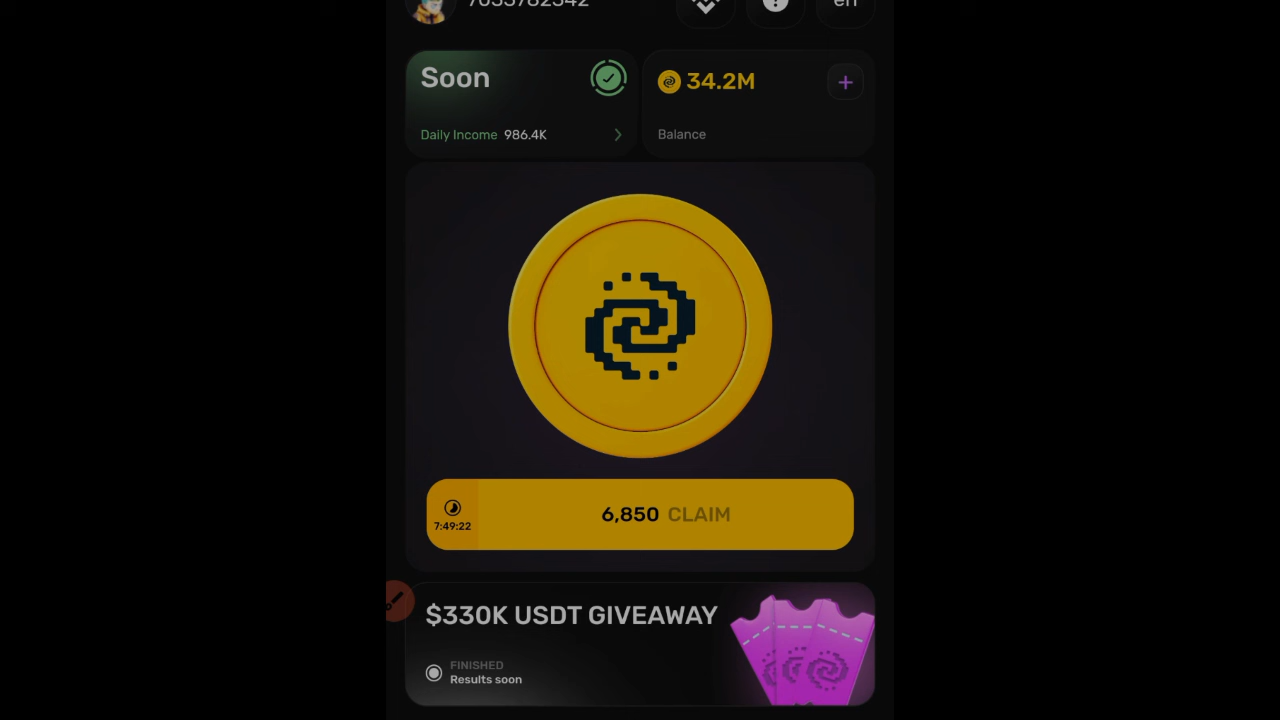 en
Soon
34.2M
Daily Income 986.4K
Balance
7:49:22
6,850 CLAIM
$330K USDT GIVEAWAY
FINISHED
Results soon